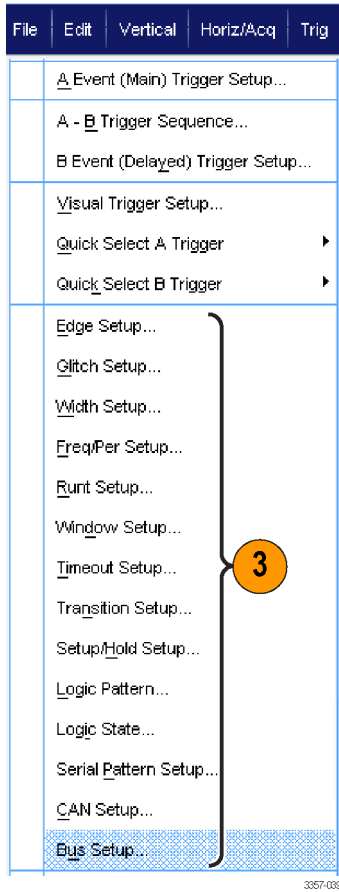 File Edit Vertical Horiz/Acq Trig
A Event (Main) Trigger Setup...
A - B Trigger Sequence...
B Event (Delayed) Trigger Setup...
Visual Trigger Setup...
Quick Select A Trigger
Quick Select B Trigger
Edge Setup...
Glitch Setup...
Width Setup...
Freq/Per Setup...
Runt Setup...
Window Setup...
Timeout Setup...
3
Transition Setup...
Setup/Hold Setup...
Logic Pattern...
Logic State...
Serial Pattern Setup...
CAN Setup...
Bus Setup...